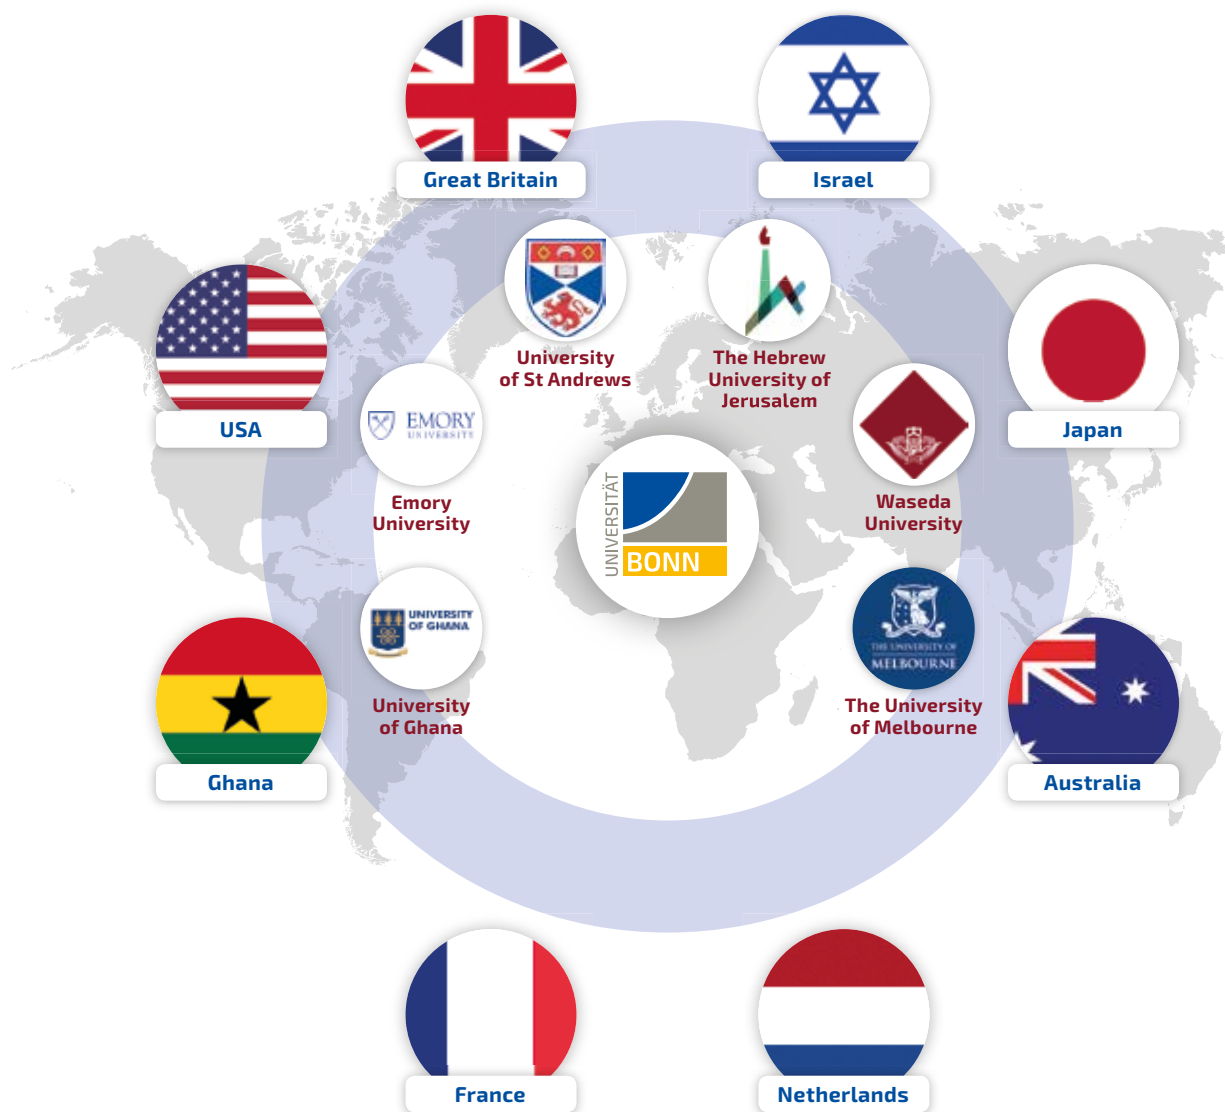 Great Britain
Israel
University
of St Andrews
The Hebrew
University of
Jerusalem
USA
EMORY
UNIVERSITY
Emory
University
Japan
Waseda
University
UNIVERSITÄT
BONN
UNIVERSITY
OF GHANA
University
of Ghana
THE UNIVERSITY OF
MELBOURNE
The University
of Melbourne
Ghana
Australia
France
Netherlands